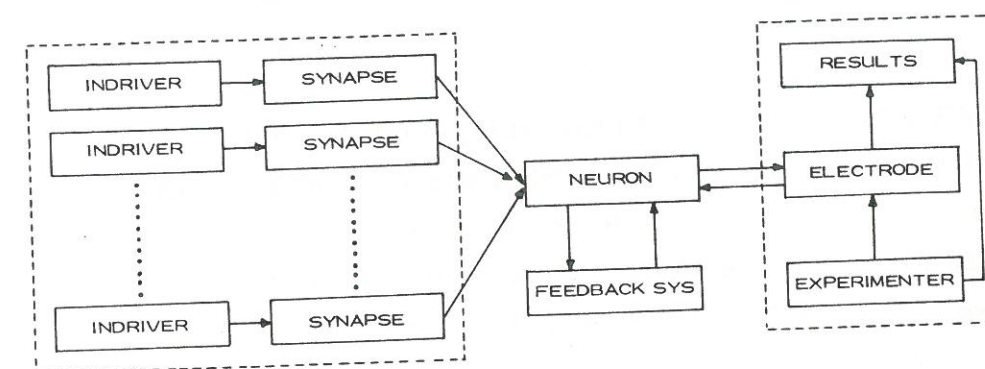 INDRIVER
SYNAPSE
INDRIVER
SYNAPSE
INDRIVER
SYNAPSE
NEURON
FEEDBACK SYS
RESULTS
ELECTRODE
EXPERIMENTER